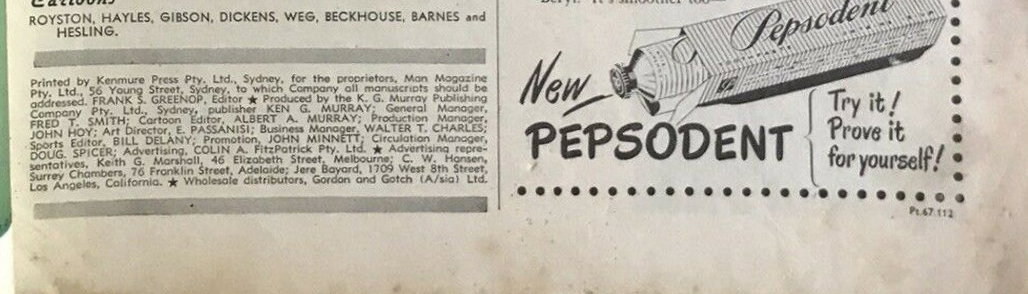 Cartoons
ROYSTON, HAYLES, GIBSON, DICKENS, WEG, BECKHOUSE, BARNES and
HESLING.
Printed by Kenmure Press Pty. Ltd., Sydney, for the proprietors, Man Magazine
Pty. Ltd., 56 Young Street, Sydney, to which Company all manuscripts should be
addressed. FRANK S. GREENOP, Editor ★ Produced by the K. G. Murray Publishing
Company Pty. Ltd., Sydney, publisher KEN G. MURRAY; General Manager,
FRED T. SMITH; Cartoon Editor, ALBERT A. MURRAY; Production Manager,
JOHN HOY; Art Director, E. PASSANISI; Business Manager, WALTER T. CHARLES;
Sports Editor, BILL DELANY; Promotion, JOHN MINNETT; Circulation Manager,
DOUG. SPICER; Advertising, COLIN A. FitzPatrick Pty. Ltd. ★ Advertising repre-
sentatives, Keith G. Marshall, 46 Elizabeth Street, Melbourne; C. W. Hansen,
Surrey Chambers, 76 Franklin Street, Adelaide; Jere Bayard, 1709 West 8th Street,
Los Angeles, California. ★ Wholesale distributors, Gordon and Gotch (A/sia) Ltd.
Pepsodent
New
PEPSODENT
Try it!
Prove it
for yourself!
Pt.67.112